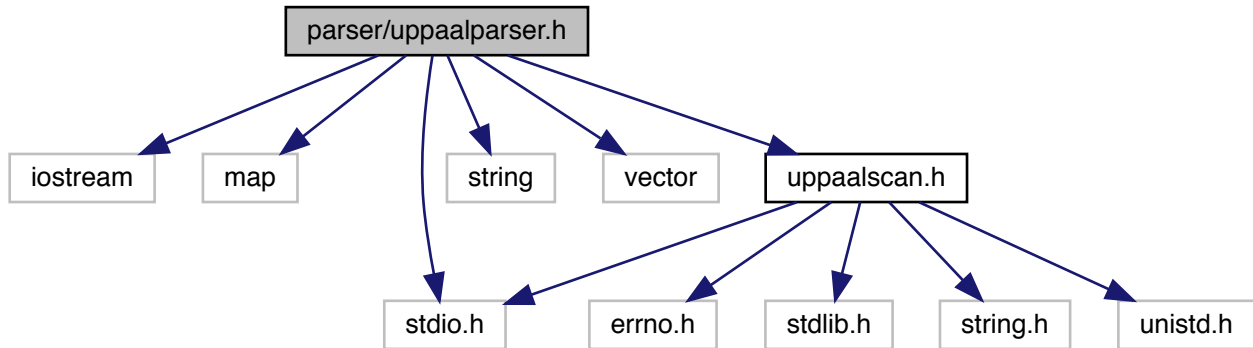 parser/uppaalparser.h
iostream
map
string
vector
uppaalscan.h
stdio.h
errno.h
stdlib.h
string.h
unistd.h